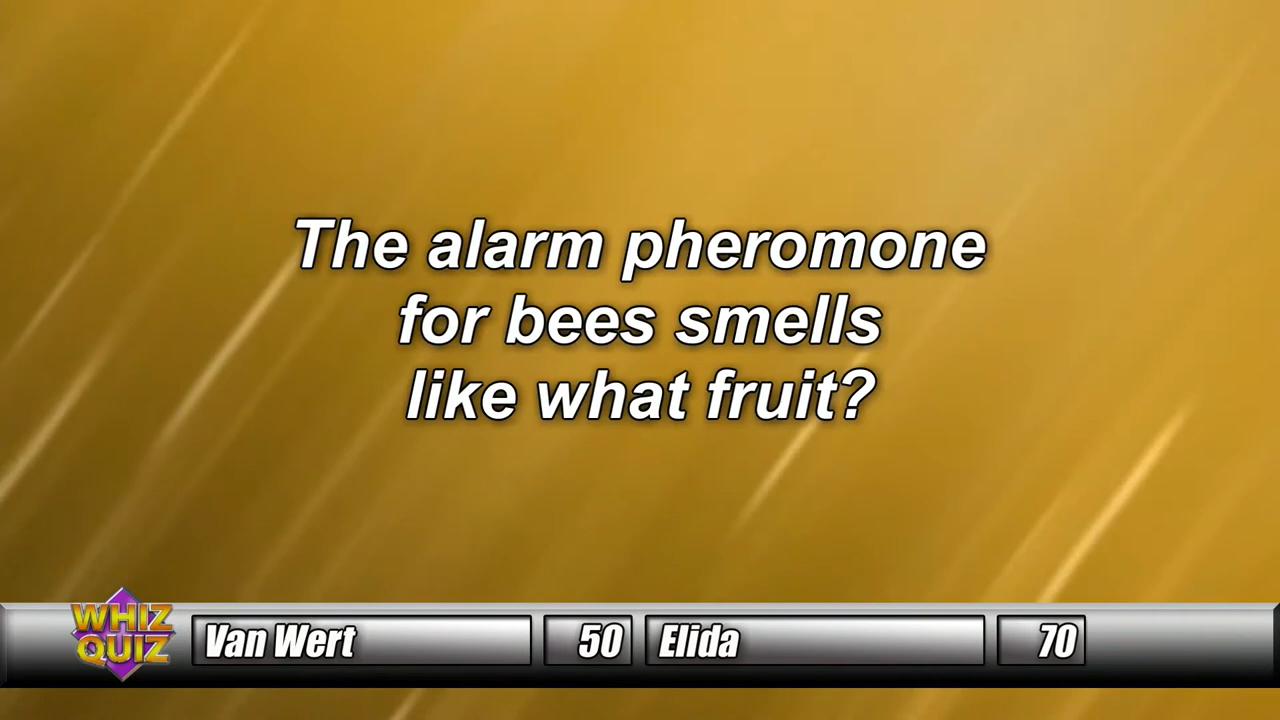 The alarm pheromone
for bees smells
like what fruit?
WHIZ
QUIZ
Van Wert 50 Elida 70